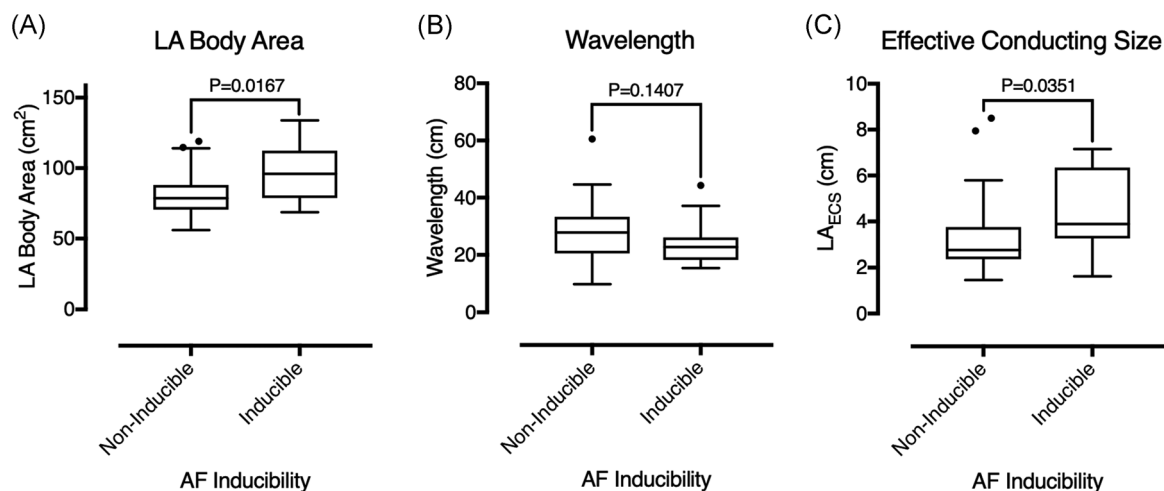 (A)
LA Body Area
P=0.0167
LA Body Area (cm²)
150
100
50
0
Non-Inducible
Inducible
AF Inducibility
(B)
Wavelength
P=0.1407
Wavelength (cm)
80
60
40
20
0
Non-Inducible
Inducible
AF Inducibility
(C)
Effective Conducting Size
P=0.0351
LA_ECS (cm)
10
8
6
4
2
0
Non-Inducible
Inducible
AF Inducibility